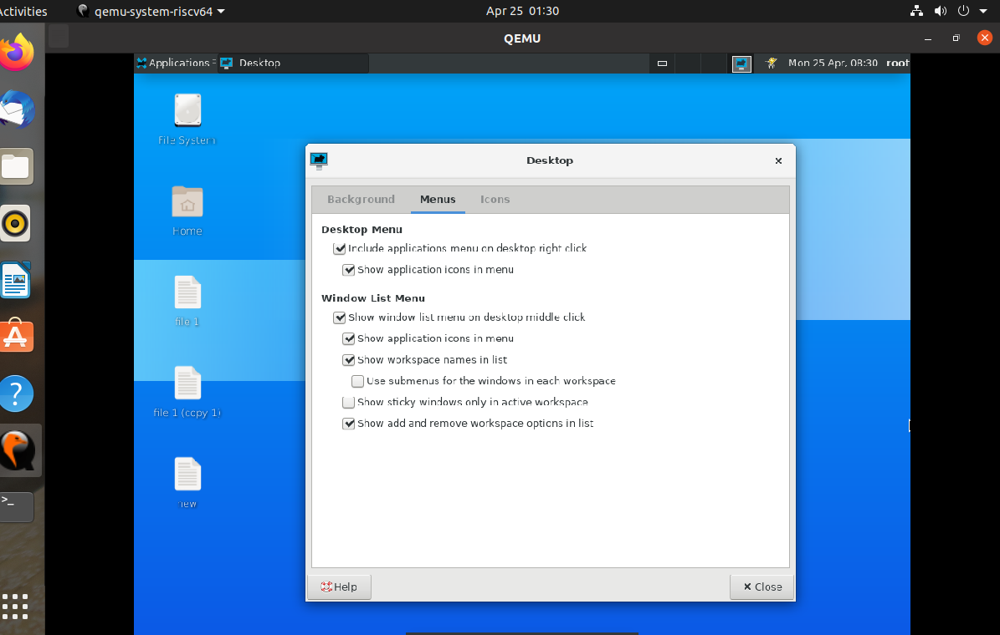 Activities
qemu-system-riscv64
Apr 25 01:30
QEMU
Applications
Desktop
Mon 25 Apr, 08:30
root
File System
Home
file 1
file 1 (copy 1)
new
Desktop
Background
Menus
Icons
Desktop Menu
Include applications menu on desktop right click
Show application icons in menu
Window List Menu
Show window list menu on desktop middle click
Show application icons in menu
Show workspace names in list
Use submenus for the windows in each workspace
Show sticky windows only in active workspace
Show add and remove workspace options in list
Help
Close